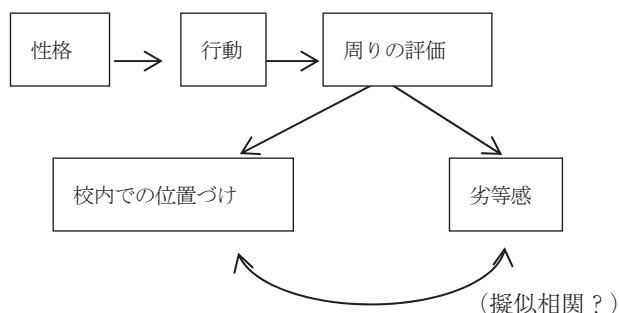 性格
行動
周りの評価
校内での位置づけ
劣等感
（擬似相関？）